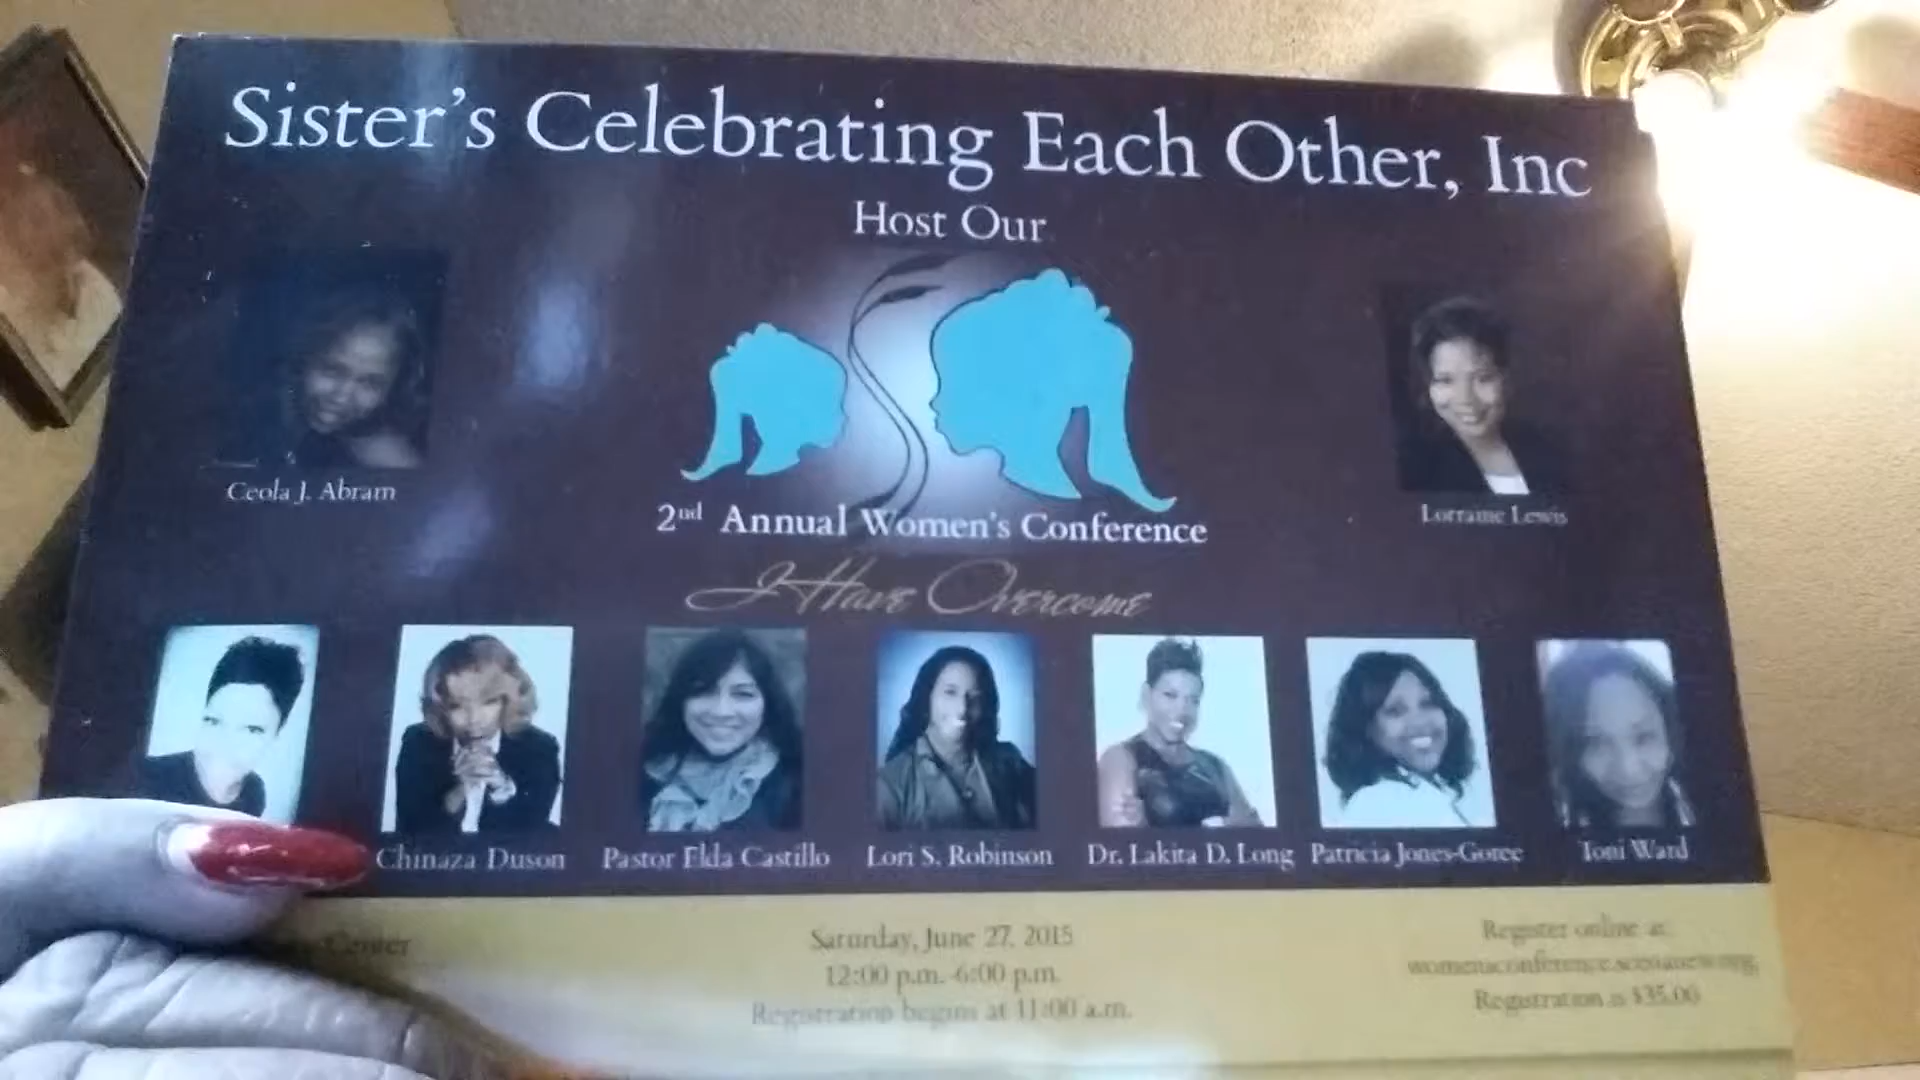 Sister's Celebrating Each Other, Inc
Host Our
Ceola J. Abram
Lorraine Lewis
2nd Annual Women's Conference
I Have Overcome
Chinaza Duson
Pastor Elda Castillo
Lori S. Robinson
Dr. Lakita D. Long
Patricia Jones-Goree
Toni Ward
Center
Saturday, June 27, 2015
12:00 p.m.-6:00 p.m.
Registration begins at 11:00 a.m.
Register online at:
Registration is $35.00